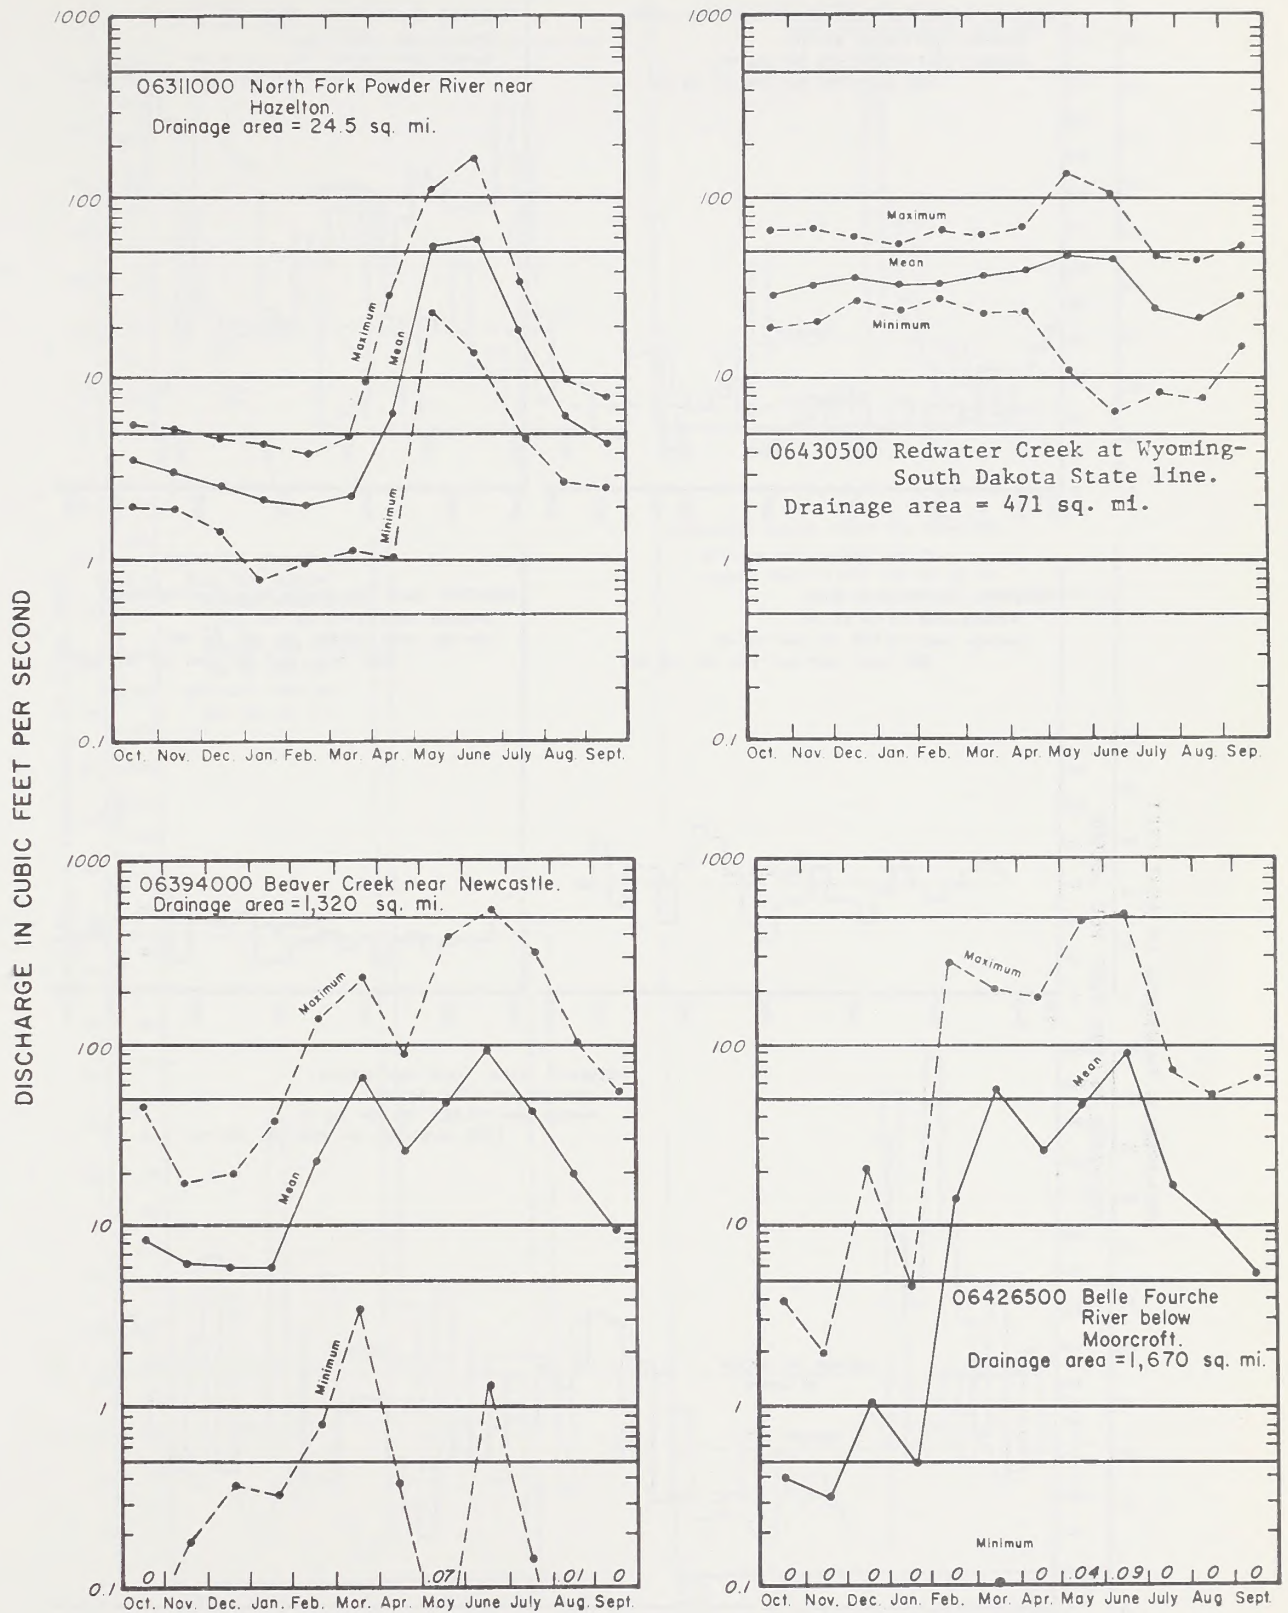 DISCHARGE IN CUBIC FEET PER SECOND
1000
100
10
1
0.1
06311000 North Fork Powder River near
Hazelton.
Drainage area = 24.5 sq. mi.
Maximum
Mean
Minimum
Oct. Nov. Dec. Jan. Feb. Mar. Apr. May June July Aug. Sept.
1000
100
10
1
0.1
Maximum
Mean
Minimum
06430500 Redwater Creek at Wyoming-
South Dakota State line.
Drainage area = 471 sq. mi.
Oct. Nov. Dec. Jan. Feb. Mar. Apr. May June July Aug. Sep.
1000
100
10
1
0.1
06394000 Beaver Creek near Newcastle.
Drainage area =1,320 sq. mi.
Maximum
Mean
Minimum
0 .07 .01 0
Oct. Nov. Dec. Jan. Feb. Mar. Apr. May June July Aug. Sept.
1000
100
10
1
0.1
Maximum
Mean
06426500 Belle Fourche
River below
Moorcroft.
Drainage area =1,670 sq. mi.
Minimum
0 0 0 0 0 0 .04 .09 0 0 0
Oct. Nov. Dec. Jan. Feb. Mar. Apr. May June July Aug Sept.